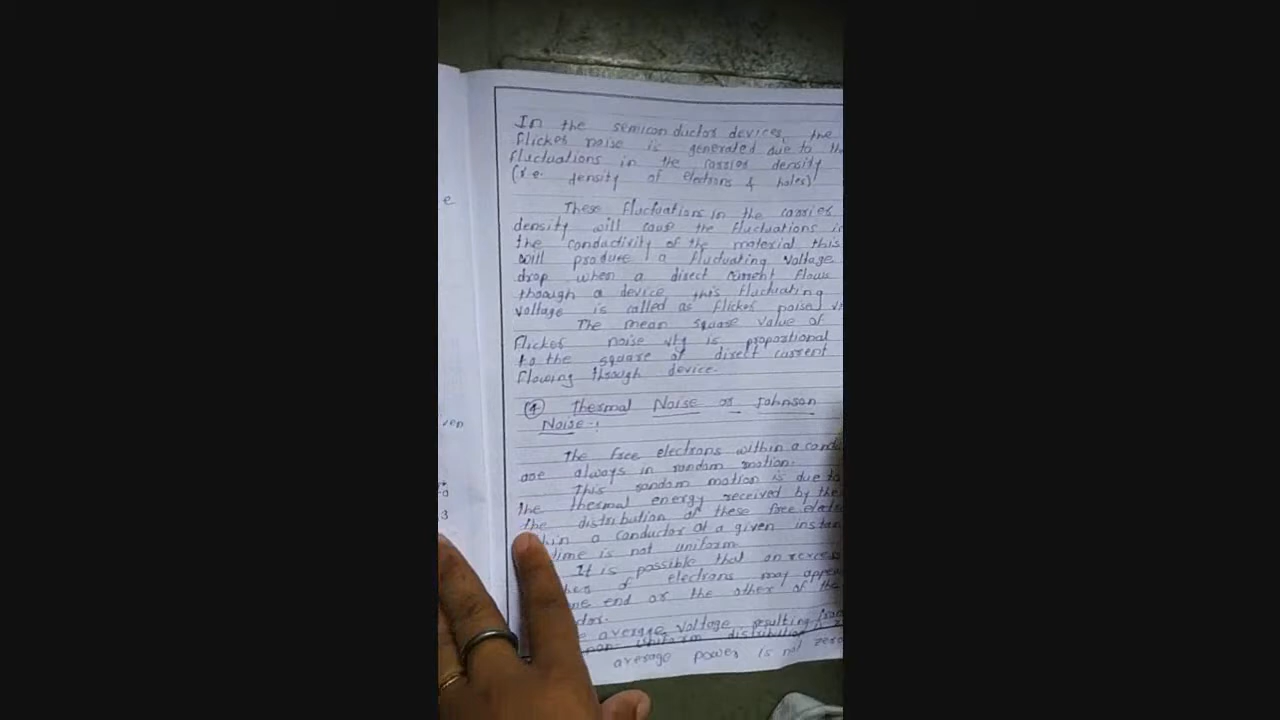 In the semiconductor devices, the
flicker noise is generated due to the
fluctuations in the carrier density
(i.e. density of electrons & holes)
These fluctuations in the carrier
density will cause the fluctuations in
the conductivity of the material this
will produce a fluctuating voltage
drop when a direct current flows
through a device this fluctuating
voltage is called as flicker noise
The mean square value of
flicker noise vtg is proportional
to the square of direct current
flowing through device.
④ Thermal Noise or Johnson
Noise:-
The free electrons within a
are always in random motion.
This random motion is due to
the thermal energy received by
the distribution of these free
a conductor at a given
time is not uniform
It is possible that an excess
of electrons may
end or the other of the
average voltage resulting
uniform distribution
average power is not zero
e
ven
3